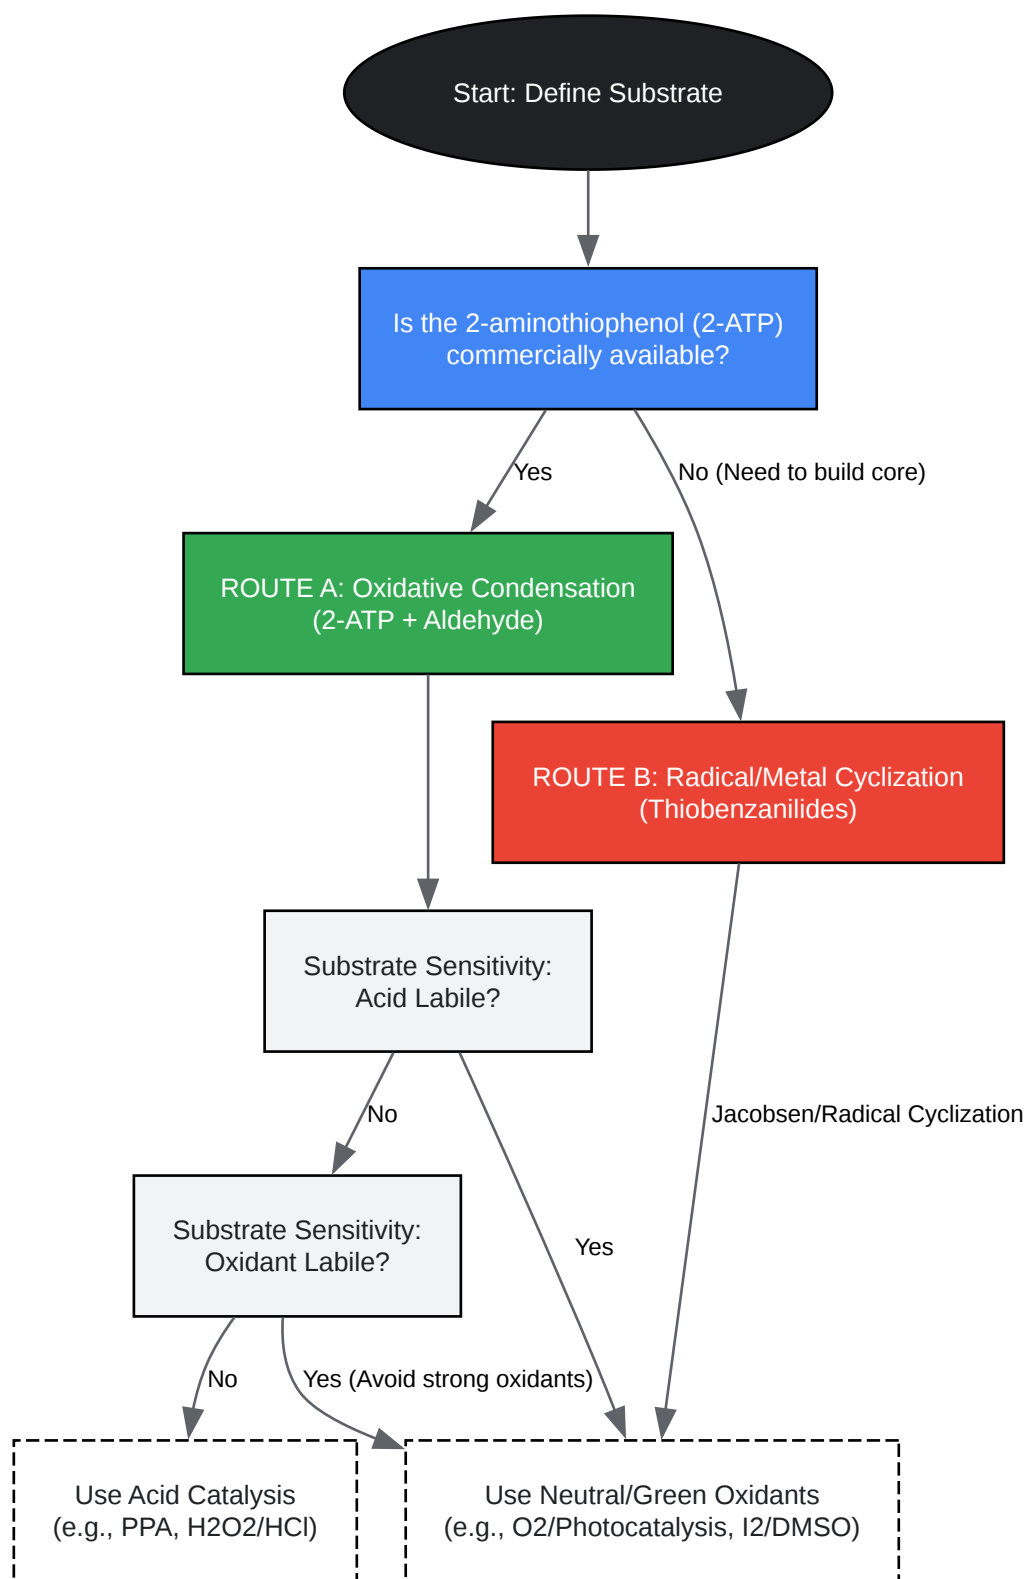 Start: Define Substrate
Is the 2-aminothiophenol (2-ATP)
commercially available?
Yes
No (Need to build core)
ROUTE A: Oxidative Condensation
(2-ATP + Aldehyde)
ROUTE B: Radical/Metal Cyclization
(Thiobenzanilides)
Substrate Sensitivity:
Acid Labile?
No
Jacobsen/Radical Cyclization
Substrate Sensitivity:
Oxidant Labile?
Yes
No
Yes (Avoid strong oxidants)
Use Acid Catalysis
(e.g., PPA, H2O2/HCl)
Use Neutral/Green Oxidants
(e.g., O2/Photocatalysis, I2/DMSO)